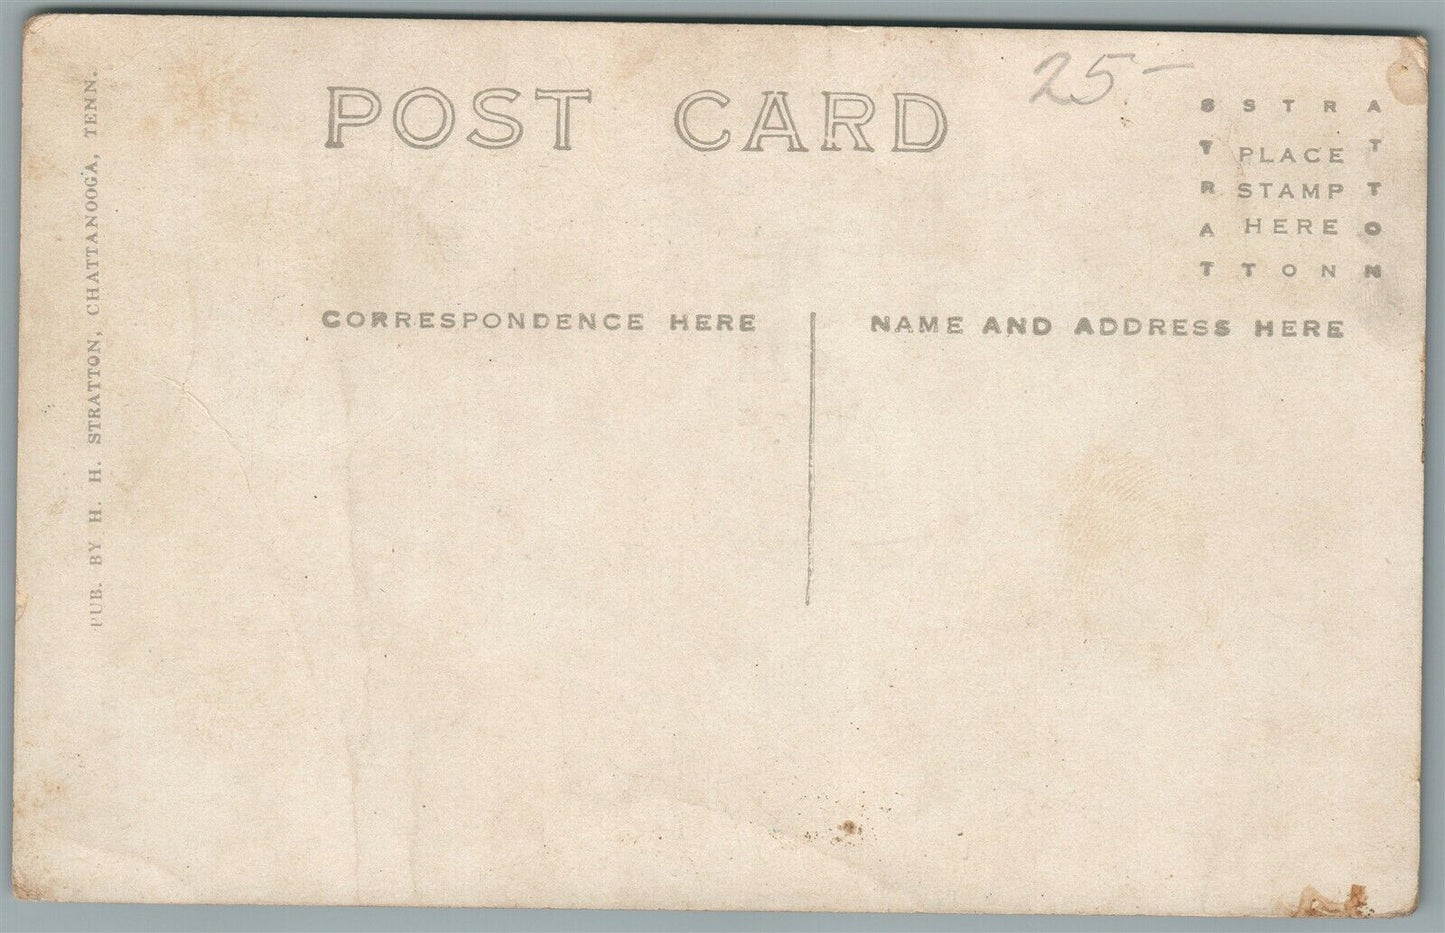 POST CARD
25-
S S T R A
T PLACE T
R STAMP T
A HERE O
T T O N N
CORRESPONDENCE HERE
NAME AND ADDRESS HERE
PUB. BY H. H. STRATTON, CHATTANOOGA, TENN.